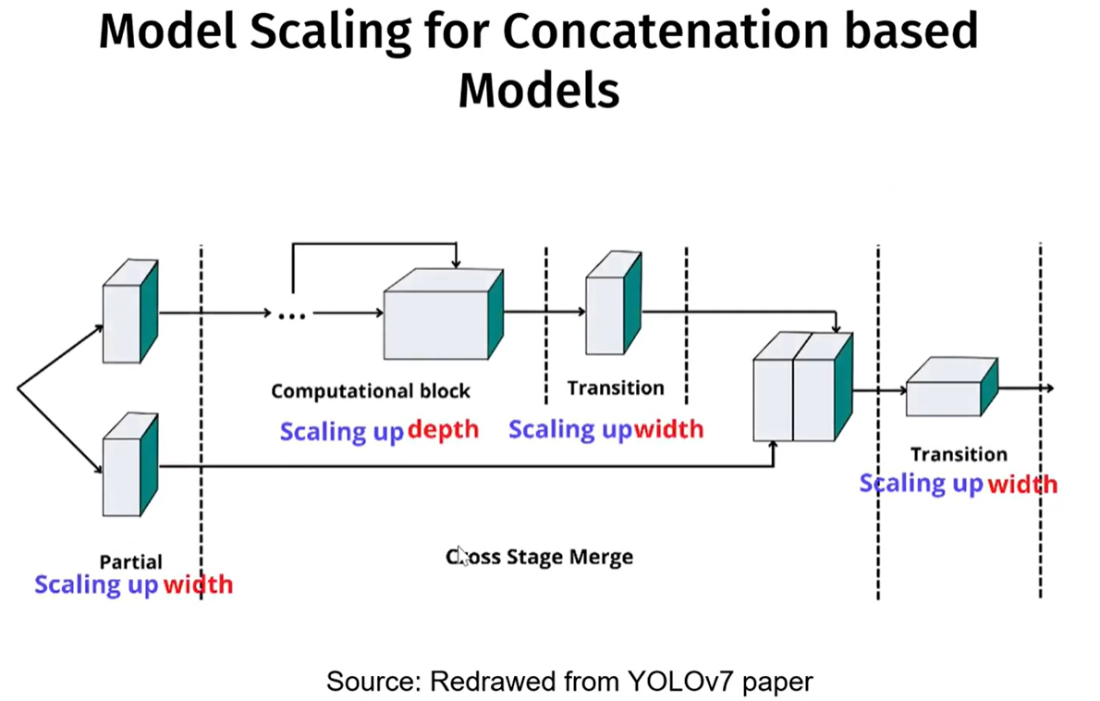 Model Scaling for Concatenation based
Models
...
Computational block
Scaling up depth
Transition
Scaling up width
Transition
Scaling up width
Partial
Scaling up width
Cross Stage Merge
Source: Redrawed from YOLOv7 paper